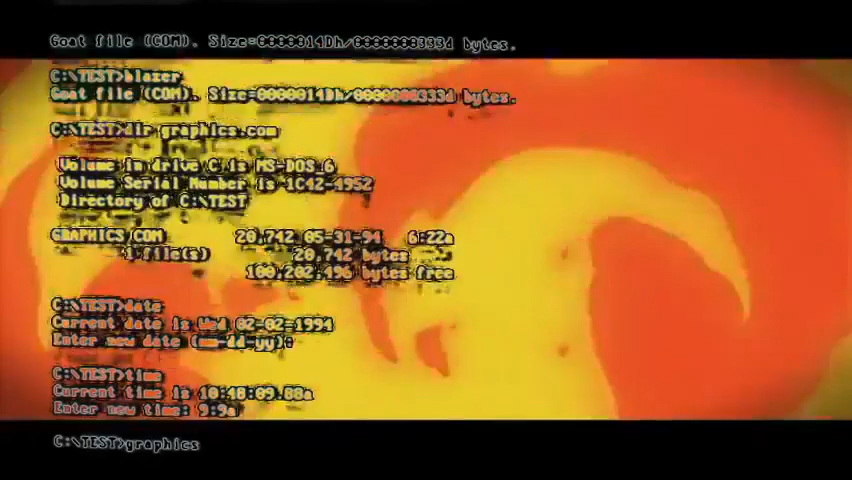 Goat file (COM). Size=0000014Dh/0000000333d bytes.
C:\TEST>blazer
Goat file (COM). Size=0000014Dh/0000000333d bytes.
C:\TEST>dir graphics.com
Volume in drive C is MS-DOS_6
Volume Serial Number is 1C42-4952
Directory of C:\TEST
GRAPHICS COM 20,742 05-31-94 6:22a
1 file(s) 20,742 bytes
100,202,496 bytes free
C:\TEST>date
Current date is Wed 02-02-1994
Enter new date (mm-dd-yy):
C:\TEST>time
Current time is 10:48:09.88a
Enter new time: 9:9a
C:\TEST>graphics